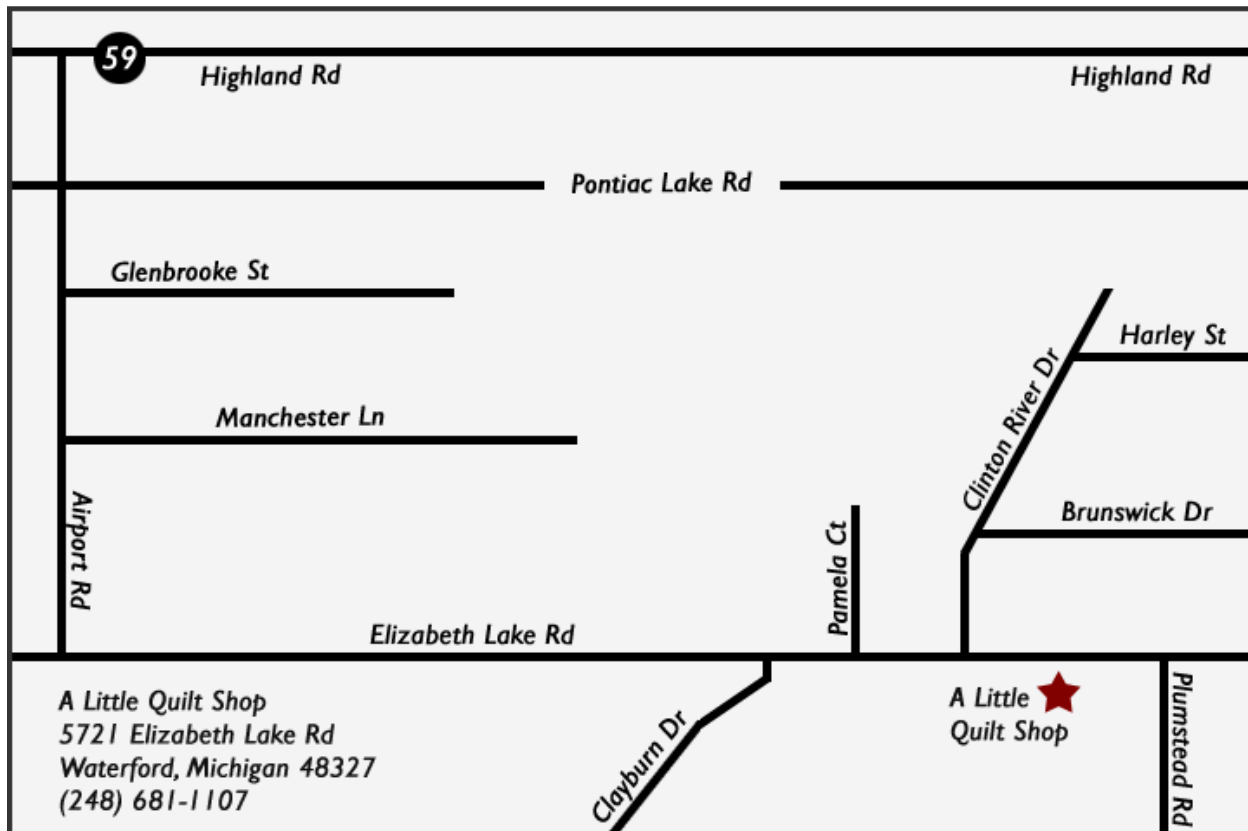 59
Highland Rd
Highland Rd
Pontiac Lake Rd
Glenbrooke St
Harley St
Clinton River Dr
Manchester Ln
Airport Rd
Brunswick Dr
Pamela Ct
Elizabeth Lake Rd
A Little Quilt Shop
5721 Elizabeth Lake Rd
Waterford, Michigan 48327
(248) 681-1107
Clayburn Dr
A Little
Quilt Shop
Plumstead Rd